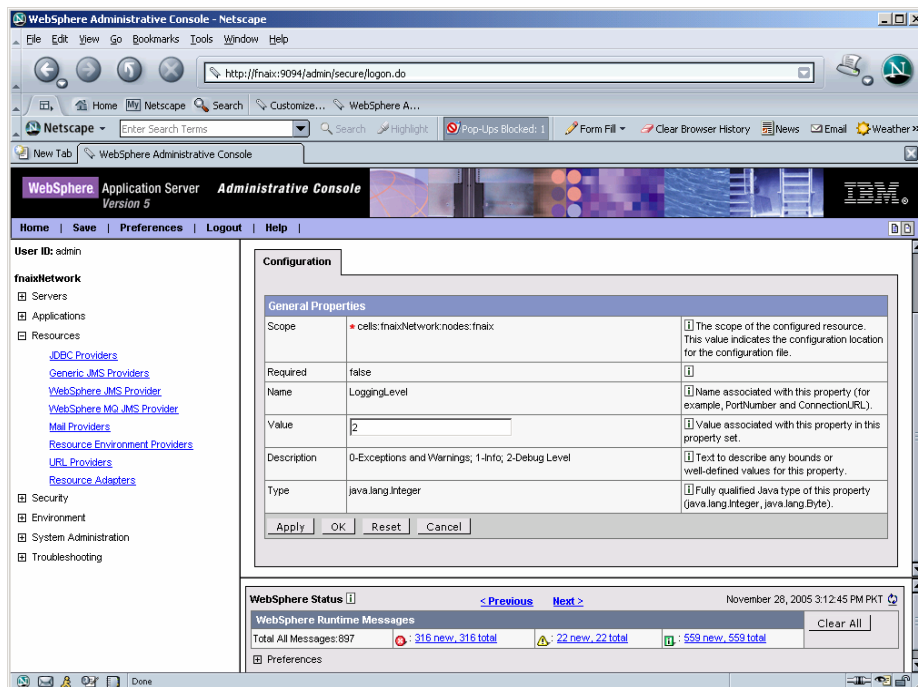 WebSphere Administrative Console - Netscape
File Edit View Go Bookmarks Tools Window Help
http://fnaix:9094/admin/secure/logon.do
Home My Netscape Search Customize... WebSphere A...
Netscape Enter Search Terms Search Highlight Pop-Ups Blocked: 1 Form Fill Clear Browser History News Email Weather
New Tab WebSphere Administrative Console
WebSphere Application Server Administrative Console
Version 5
IBM.
Home | Save | Preferences | Logout | Help |
User ID: admin
fnaixNetwork
Servers
Applications
Resources
JDBC Providers
Generic JMS Providers
WebSphere JMS Provider
WebSphere MQ JMS Provider
Mail Providers
Resource Environment Providers
URL Providers
Resource Adapters
Security
Environment
System Administration
Troubleshooting
Configuration
General Properties
Scope * cells:fnaixNetwork:nodes:fnaix i The scope of the configured resource.
This value indicates the configuration location
for the configuration file.
Required false i
Name LoggingLevel i Name associated with this property (for
example, PortNumber and ConnectionURL).
Value 2 i Value associated with this property in this
property set.
Description 0-Exceptions and Warnings; 1-Info; 2-Debug Level i Text to describe any bounds or
well-defined values for this property.
Type java.lang.Integer i Fully qualified Java type of this property
(java.lang.Integer, java.lang.Byte).
Apply OK Reset Cancel
WebSphere Status i < Previous Next > November 28, 2005 3:12:45 PM PKT
WebSphere Runtime Messages Clear All
Total All Messages:897 : 316 new, 316 total : 22 new, 22 total : 559 new, 559 total
Preferences
Done